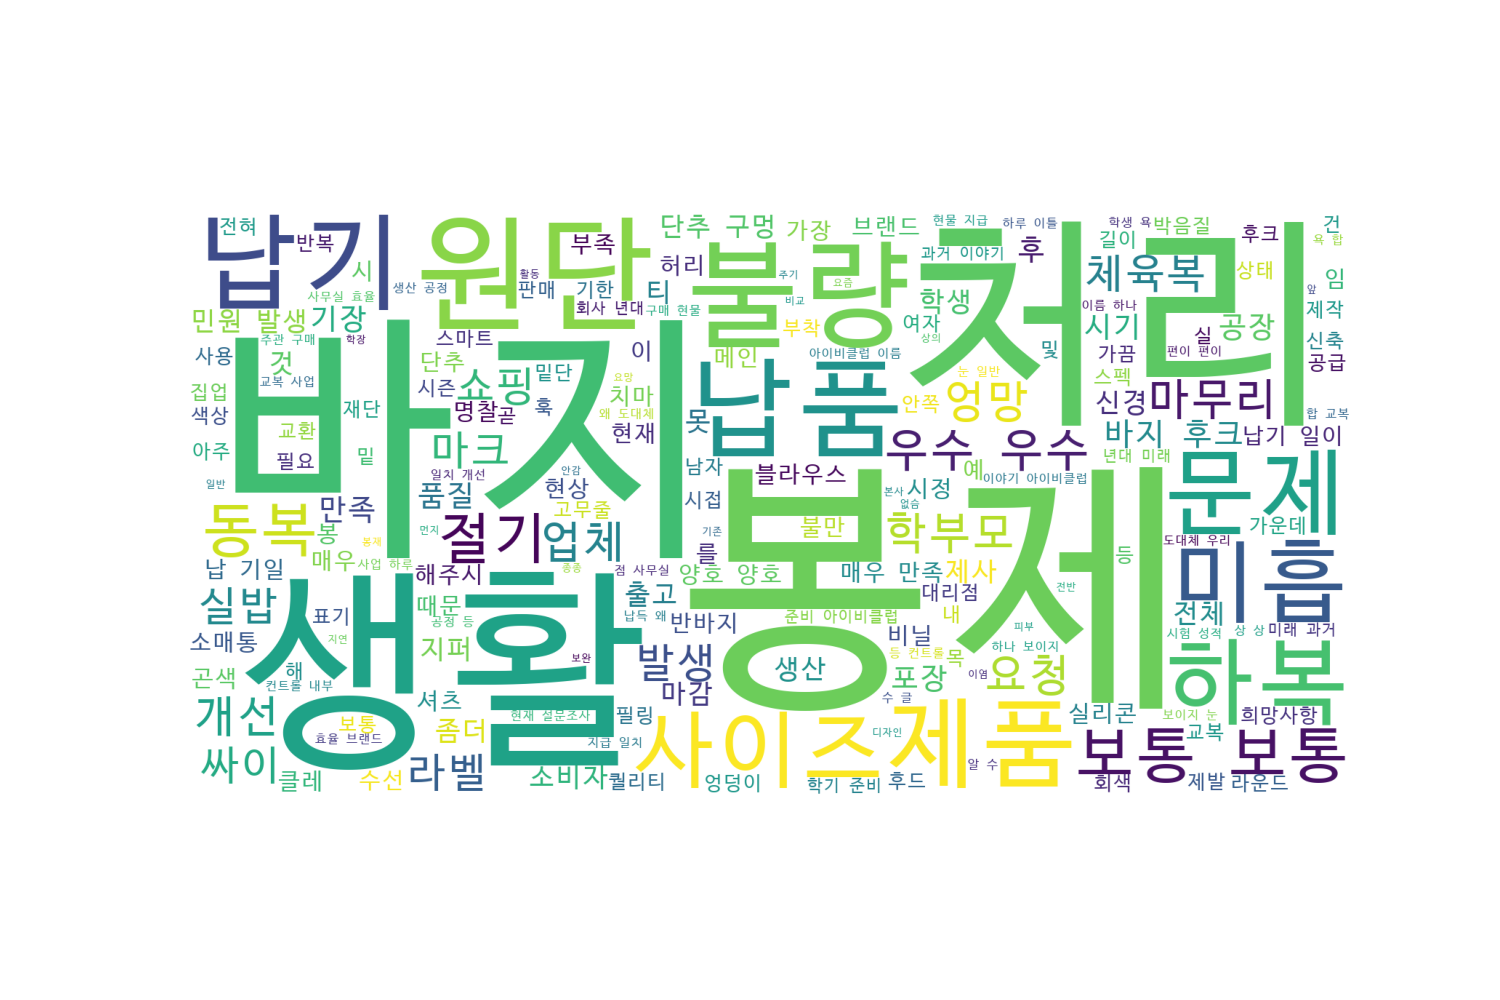 전혀
납기
원단
단추 구멍
가장
브랜드
현물 지급
하루 이틀
학생 욕
박음질
건
반복
부족
불량
과거 이야기
후
처리
길이
후크
욕 합
시
활동
허리
주기
체육복
상태
임
사무실 효율
생산 공정
판매
기한
티
요즘
학생
앞
회사 년대
구매 현물
비교
이름 하나
제작
민원 발생
기장
부착
여자
시기
실
공장
주관 구매
학장
스마트
이
상의
및
신축
사용
것
바지
단추
쇼핑
밑단
메인
아이비클럽 이름
가끔
편이 편이
공급
교복 사업
시즌
요망
치마
납품
눈 일반
스펙
집업
재단
명찰
곧
훅
안쪽
엉망
신경
마무리
색상
왜 도대체
못
합 교복
교환
마크
현재
우수 우수
바지 후크
납기 일이
아주
필요
밑
일치 개선
안감
남자
블라우스
예
년대 미래
일반
품질
현상
이야기 아이비클럽
문제
만족
시접
본사
시정
동복
고무줄
없음
봉
먼지
절기
업체
기존
불만
학부모
가운데
봉재
를
봉제
등
도대체 우리
미흡
매우
사업 하루
납 기일
해주시
종종
점 사무실
양호 양호
매우 만족
제사
생활
대리점
전반
실밥
표기
때문
출고
납득 왜
준비 아이비클럽
내
전체
공정 등
반바지
피부
시험 성적
상 상
미래 과거
소매통
지연
지퍼
비닐
하나 보이지
발생
생산
등 컨트롤
목
하복
곤색
해
보완
이염
컨트롤 내부
마감
포장
요청
셔츠
수 글
개선
보통
좀더
현재 설문조사
필링
사이즈
제품
디자인
실리콘
보이지 눈
희망사항
효율 브랜드
교복
지급 일치
보통 보통
싸이
클레
수선
라벨
소비자
퀄리티
엉덩이
학기 준비
후드
알 수
회색
제발
라운드